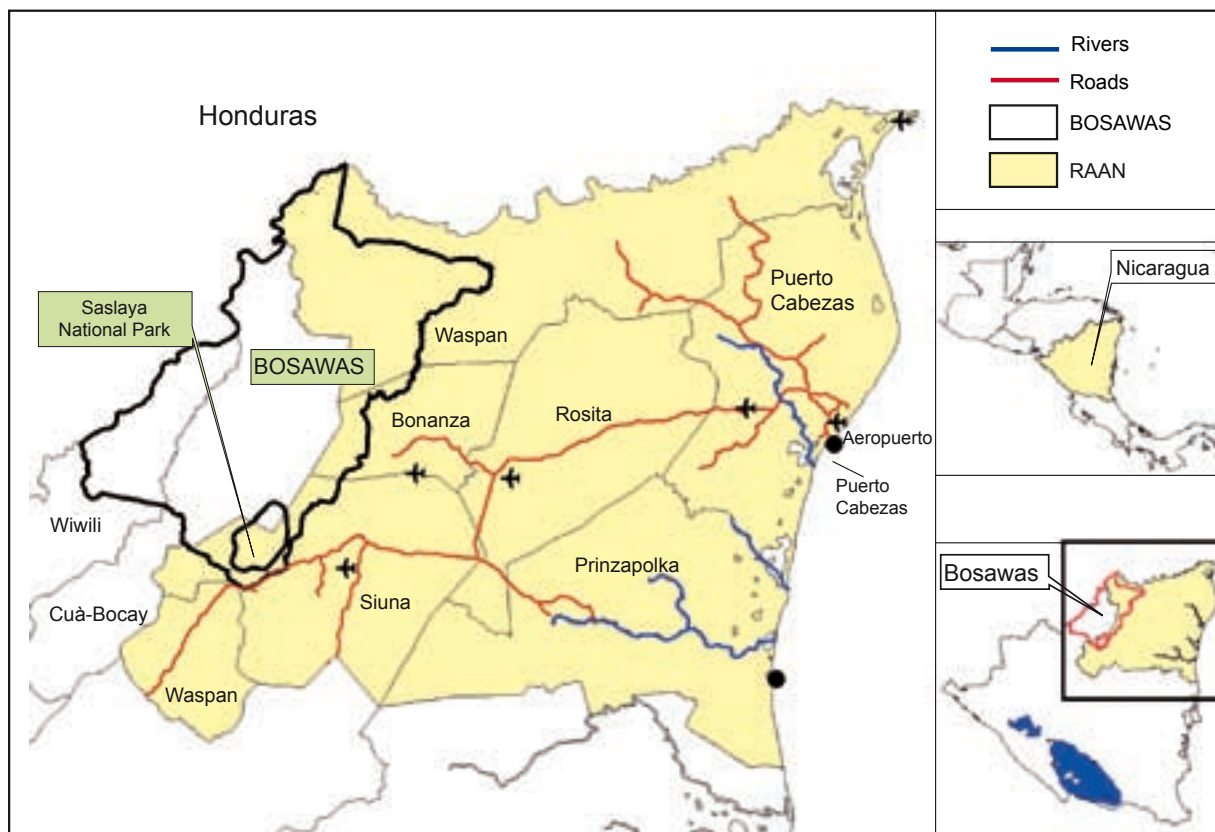 Honduras
Saslaya
National Park
BOSAWAS
Waspan
Puerto
Cabezas
Bonanza
Rosita
Aeropuerto
Puerto
Cabezas
Wiwili
Prinzapolka
Siuna
Cuà-Bocay
Waspan
Rivers
Roads
BOSAWAS
RAAN
Nicaragua
Bosawas